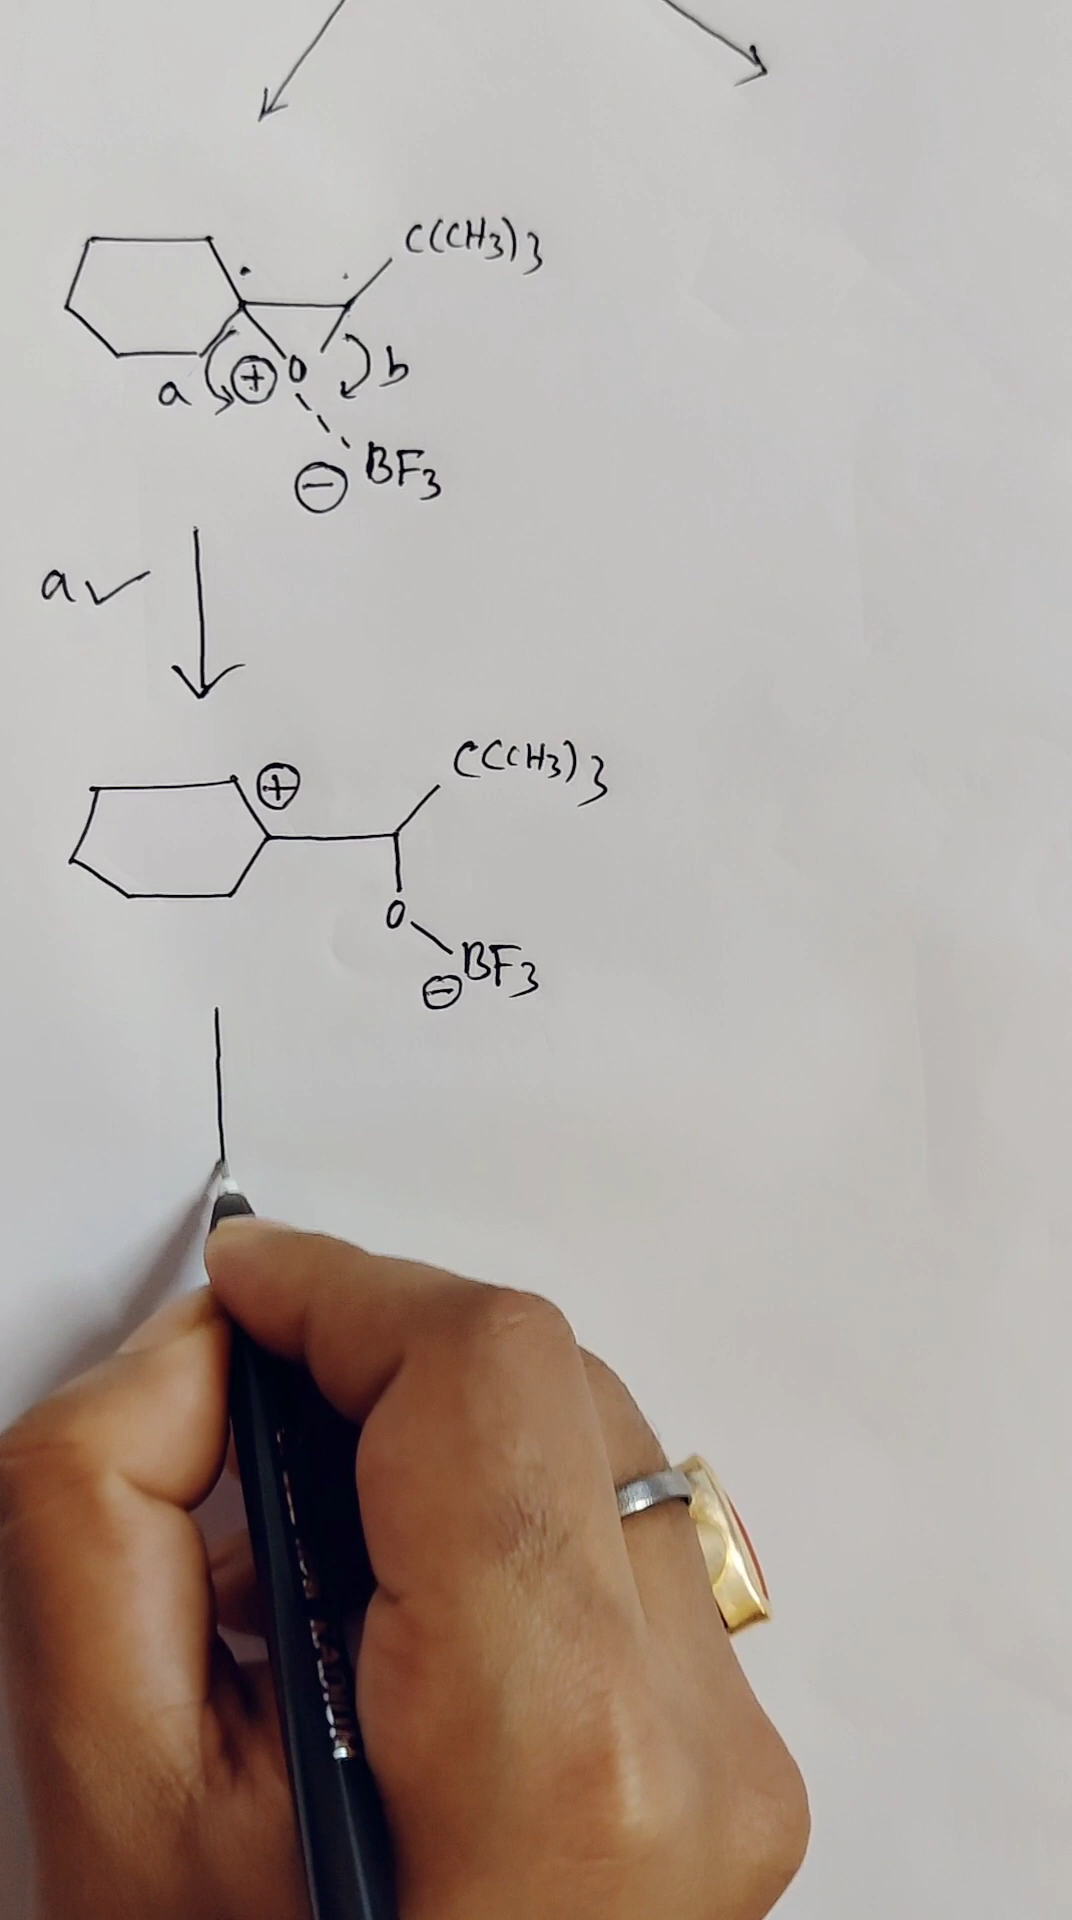 C(CH3)3
a ⊕ O b
⊖ BF3
a✓
⊕ C(CH3)3
O
⊖ BF3